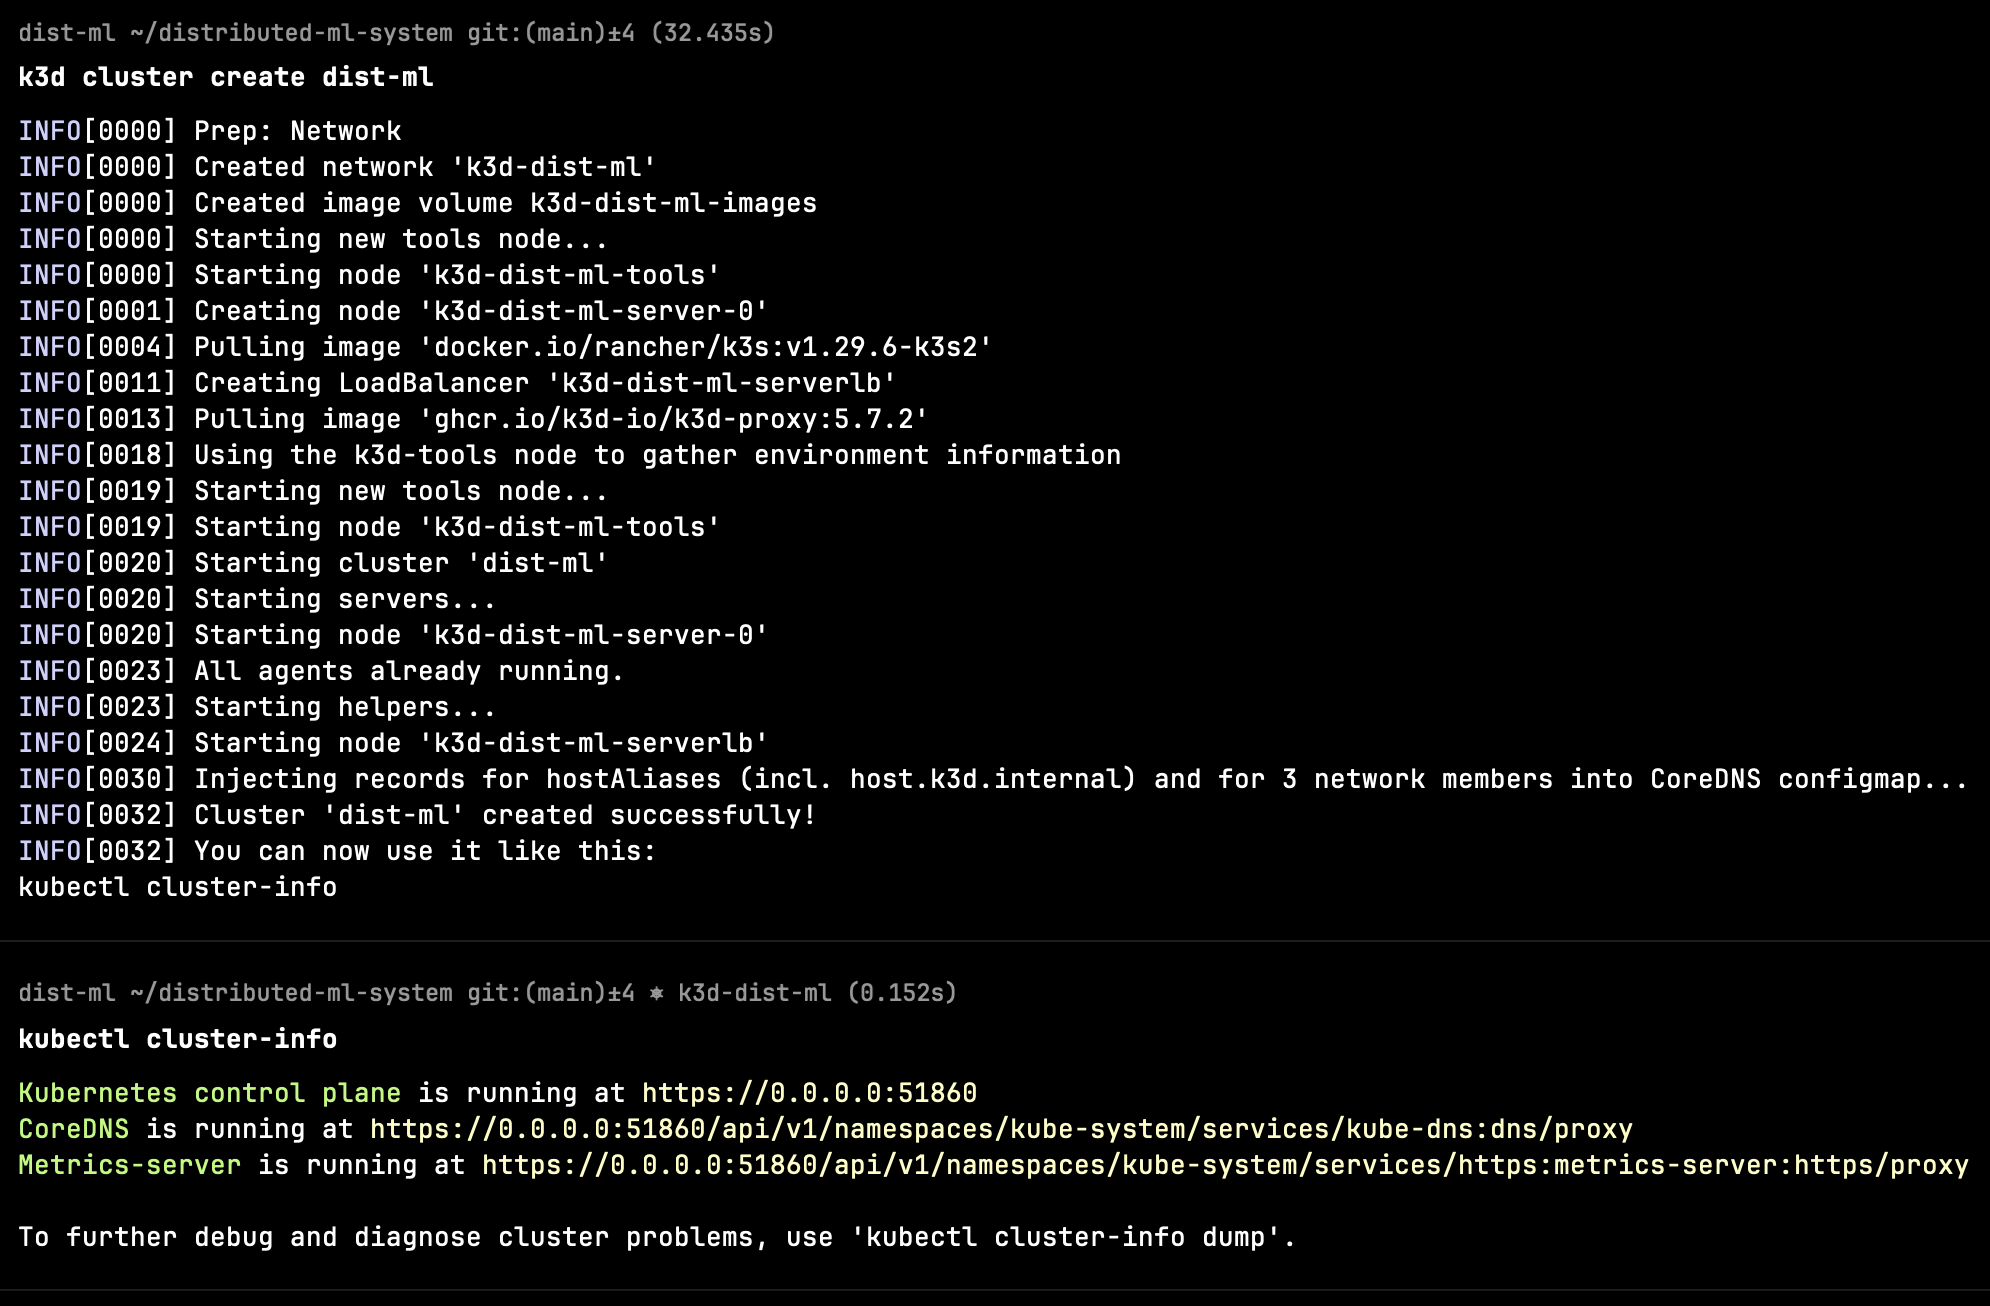 dist-ml ~/distributed-ml-system git:(main)±4 (32.435s)
k3d cluster create dist-ml
INFO[0000] Prep: Network
INFO[0000] Created network 'k3d-dist-ml'
INFO[0000] Created image volume k3d-dist-ml-images
INFO[0000] Starting new tools node...
INFO[0000] Starting node 'k3d-dist-ml-tools'
INFO[0001] Creating node 'k3d-dist-ml-server-0'
INFO[0004] Pulling image 'docker.io/rancher/k3s:v1.29.6-k3s2'
INFO[0011] Creating LoadBalancer 'k3d-dist-ml-serverlb'
INFO[0013] Pulling image 'ghcr.io/k3d-io/k3d-proxy:5.7.2'
INFO[0018] Using the k3d-tools node to gather environment information
INFO[0019] Starting new tools node...
INFO[0019] Starting node 'k3d-dist-ml-tools'
INFO[0020] Starting cluster 'dist-ml'
INFO[0020] Starting servers...
INFO[0020] Starting node 'k3d-dist-ml-server-0'
INFO[0023] All agents already running.
INFO[0023] Starting helpers...
INFO[0024] Starting node 'k3d-dist-ml-serverlb'
INFO[0030] Injecting records for hostAliases (incl. host.k3d.internal) and for 3 network members into CoreDNS configmap...
INFO[0032] Cluster 'dist-ml' created successfully!
INFO[0032] You can now use it like this:
kubectl cluster-info
dist-ml ~/distributed-ml-system git:(main)±4 ⎈ k3d-dist-ml (0.152s)
kubectl cluster-info
Kubernetes control plane is running at https://0.0.0.0:51860
CoreDNS is running at https://0.0.0.0:51860/api/v1/namespaces/kube-system/services/kube-dns:dns/proxy
Metrics-server is running at https://0.0.0.0:51860/api/v1/namespaces/kube-system/services/https:metrics-server:https/proxy
To further debug and diagnose cluster problems, use 'kubectl cluster-info dump'.